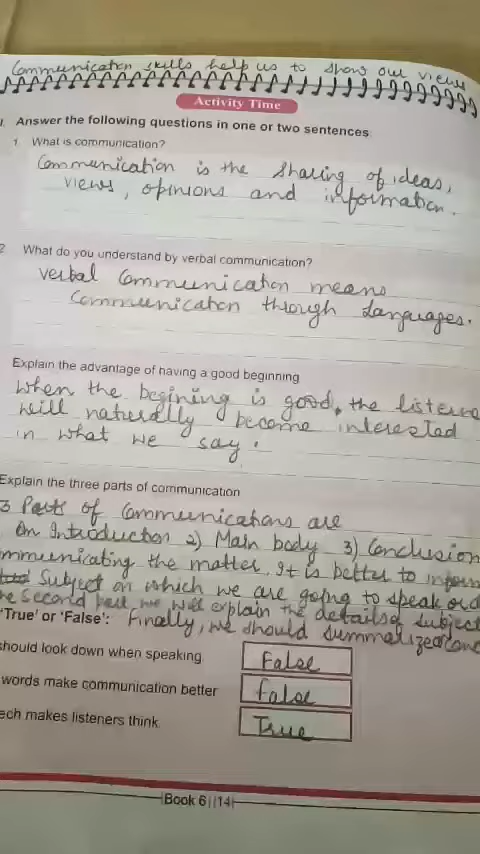 Communication skills help us to show our views
Activity Time
I. Answer the following questions in one or two sentences
1. What is communication?
Communication is the sharing of ideas,
views, opinions and information.
2. What do you understand by verbal communication?
verbal Communication means
Communication through languages.
Explain the advantage of having a good beginning
When the begining is good, the listene
will naturally become interested
in what we say.
Explain the three parts of communication
3 Parts of Communications are
An Introduction 2) Main body 3) Conclusion
mmunicating the matter. It is better to inform
Subject on which we are going to speak
he second part we will explain the details of subject
'True' or 'False': Finally, we should summarize
should look down when speaking. False
words make communication better False
ech makes listeners think. True
Book 6 |14|